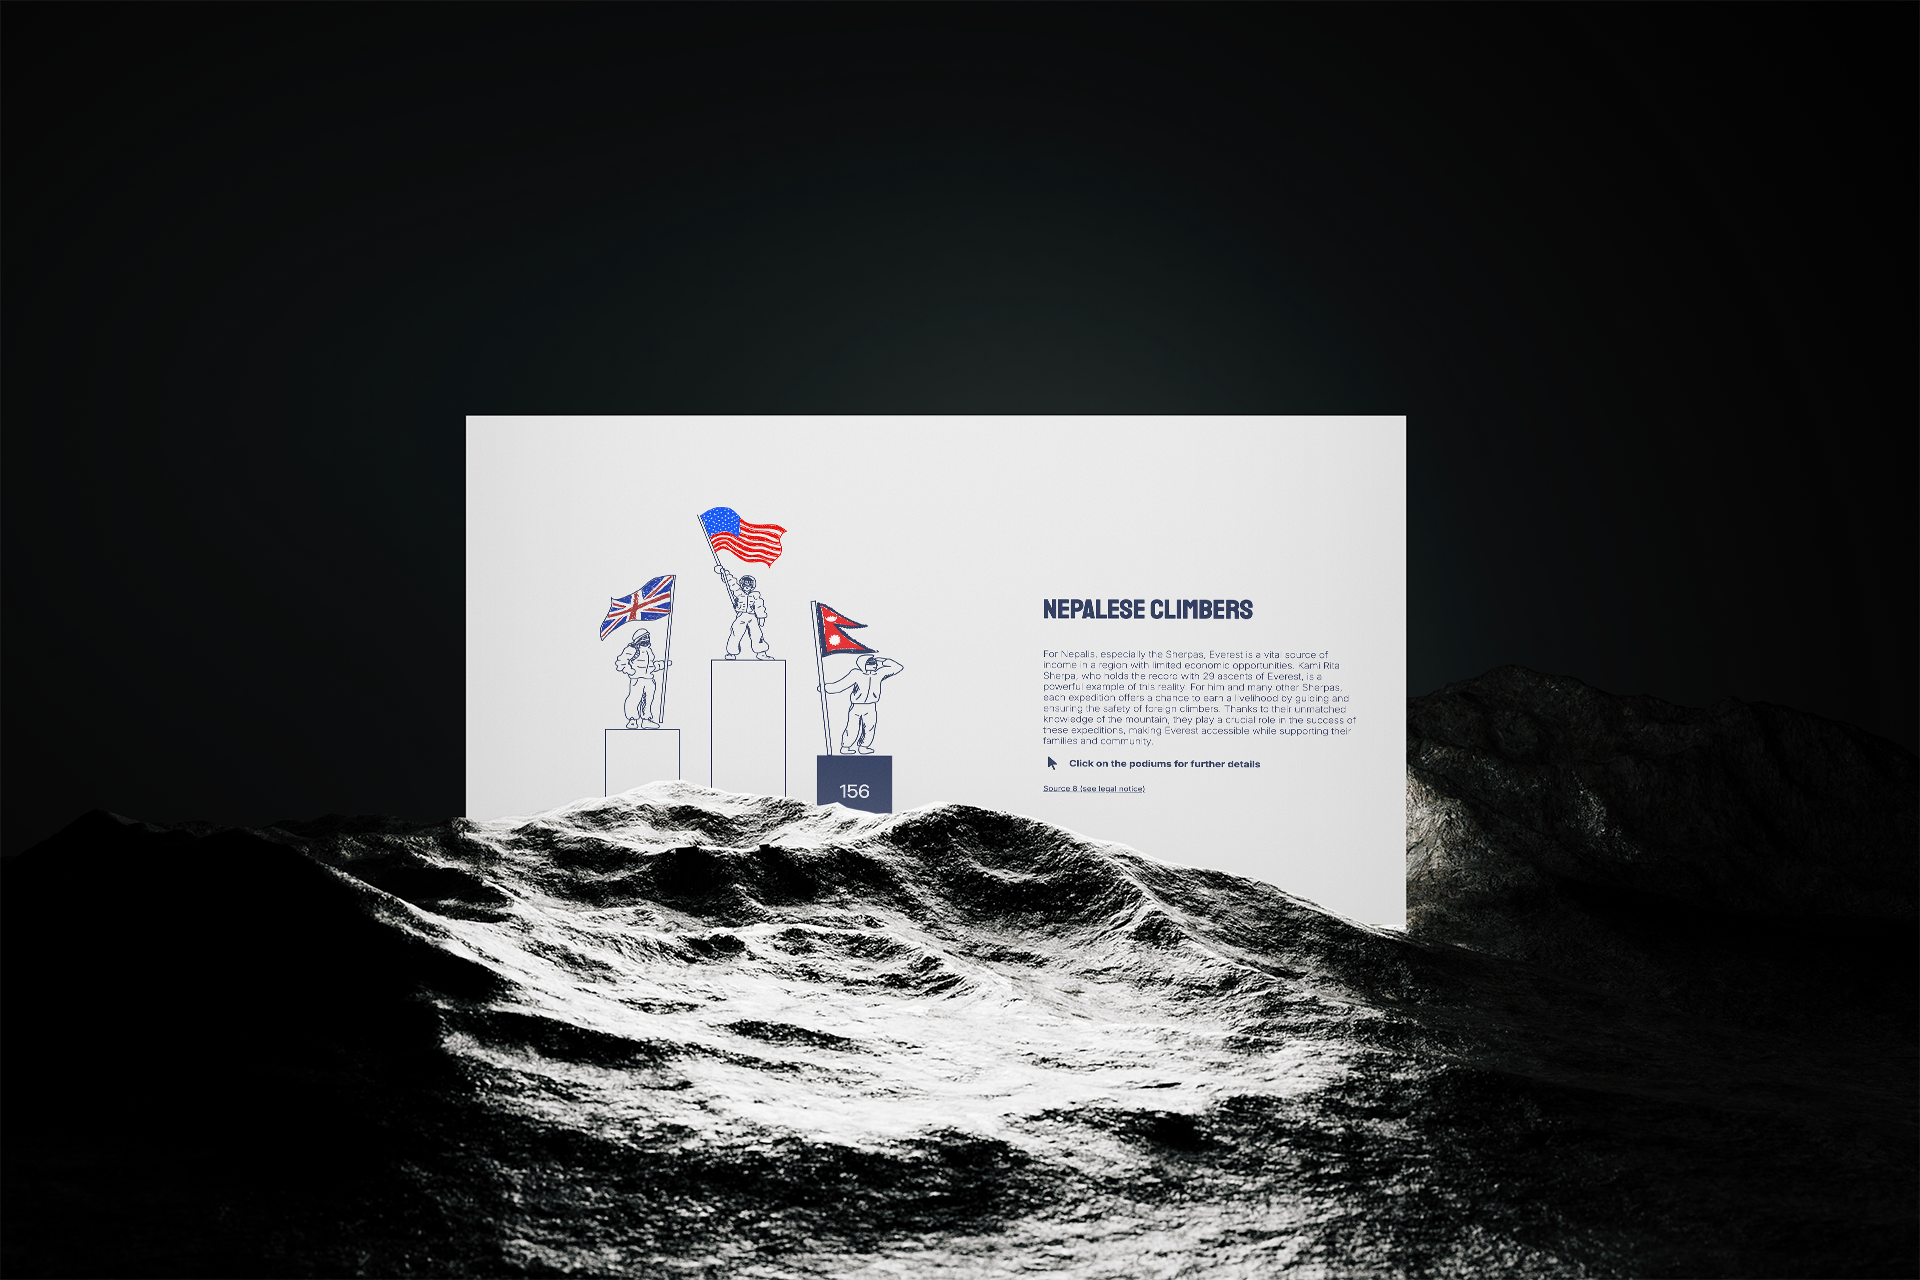 NEPALESE CLIMBERS
For Nepalis, especially the Sherpas, Everest is a vital source of
income in a region with limited economic opportunities. Kami Rita
Sherpa, who holds the record with 29 ascents of Everest, is a
powerful example of this reality. For him and many other Sherpas,
each expedition offers a chance to earn a livelihood by guiding and
ensuring the safety of foreign climbers. Thanks to their unmatched
knowledge of the mountain, they play a crucial role in the success of
these expeditions, making Everest accessible while supporting their
families and community.
Click on the podiums for further details
Source 8 (see legal notice)
156